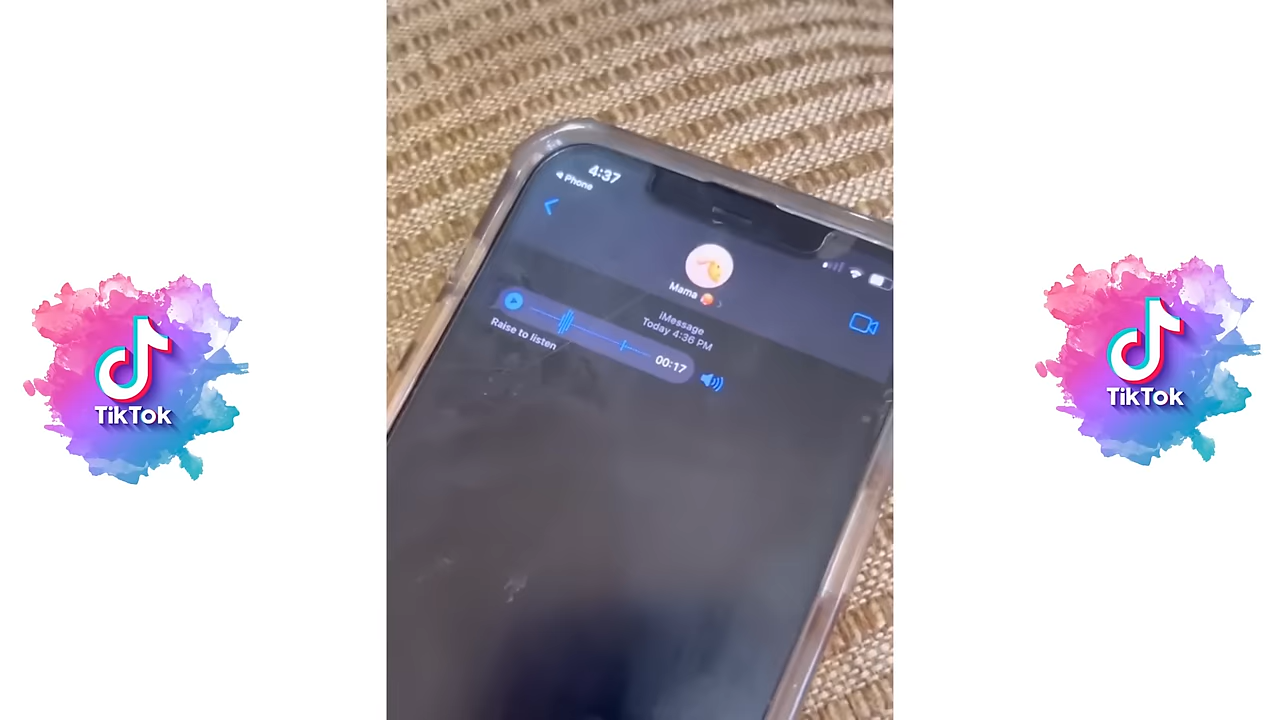 4:37
Phone
Mama
iMessage
Today 4:36 PM
00:17
Raise to listen
TikTok
TikTok